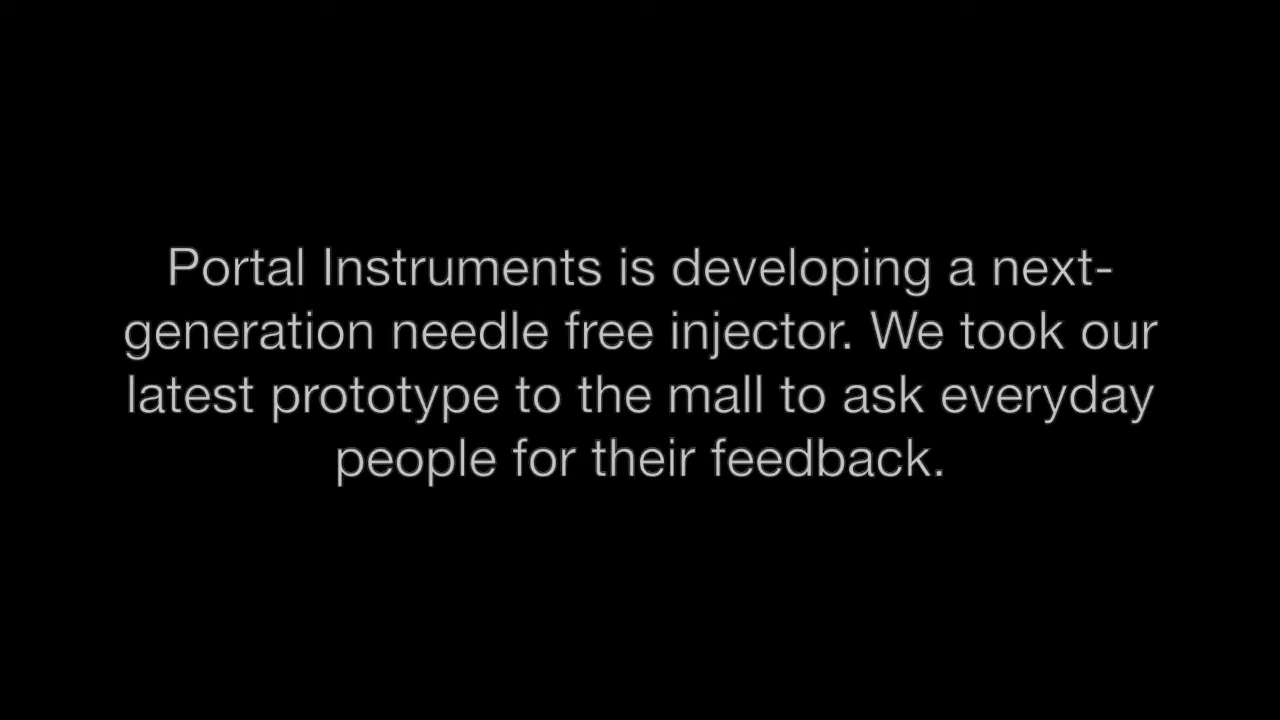 Portal Instruments is developing a next-
generation needle free injector. We took our
latest prototype to the mall to ask everyday
people for their feedback.